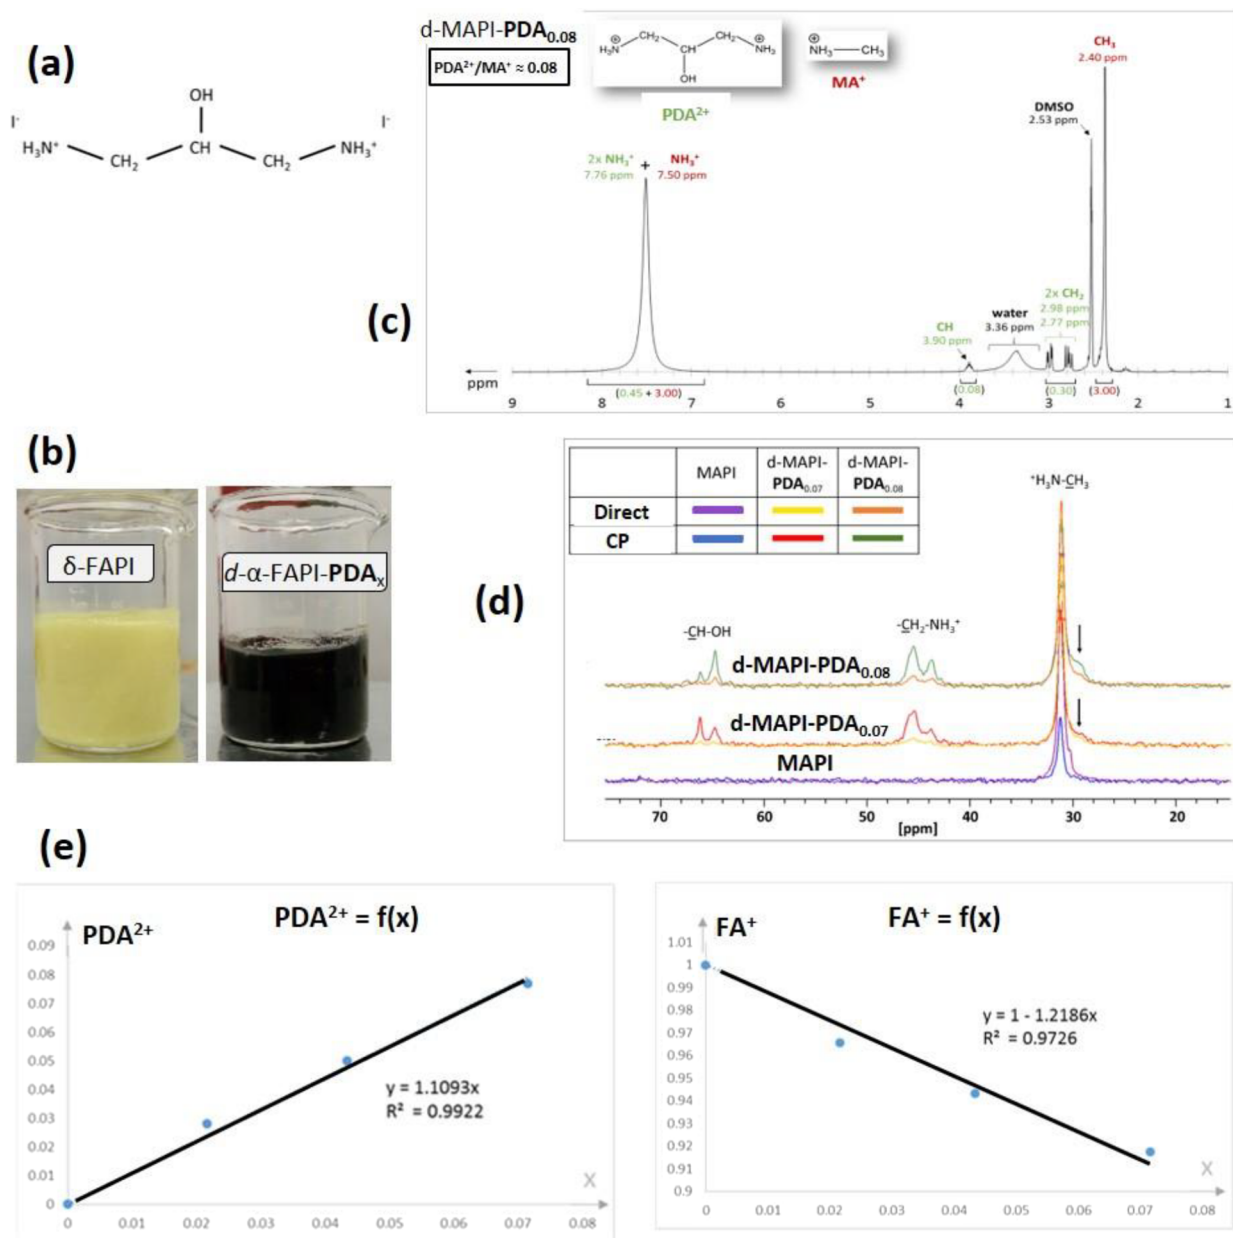 (a)
OH
I-
I-
H₃N⁺
CH₂
CH
CH₂
NH₃⁺
(b)
δ-FAPI
d-α-FAPI-PDAₓ
(c)
d-MAPI-PDA₀.₀₈
PDA²⁺/MA⁺ ≈ 0.08
H₃N
CH₂
CH
CH₂
NH₃
OH
PDA²⁺
NH₃—CH₃
MA⁺
CH₃
2.40 ppm
DMSO
2.53 ppm
2x NH₃⁺
7.76 ppm
+
NH₃⁺
7.50 ppm
CH
3.90 ppm
water
3.36 ppm
2x CH₂
2.98 ppm
2.77 ppm
(0.45 + 3.00)
(0.08)
(0.30)
(3.00)
ppm
9 8 7 6 5 4 3 2 1
(d)
MAPI d-MAPI-PDA₀.₀₇ d-MAPI-PDA₀.₀₈
Direct
CP
⁺H₃N-CH₃
-CH-OH
-CH₂-NH₃⁺
d-MAPI-PDA₀.₀₈
d-MAPI-PDA₀.₀₇
MAPI
70 60 50 40 30 20
[ppm]
(e)
PDA²⁺
PDA²⁺ = f(x)
0.09
0.08
0.07
0.06
0.05
0.04
0.03
0.02
0.01
0
y = 1.1093x
R² = 0.9922
X
0 0.01 0.02 0.03 0.04 0.05 0.06 0.07 0.08
FA⁺
FA⁺ = f(x)
1.01
1
0.99
0.98
0.97
0.96
0.95
0.94
0.93
0.92
0.91
0.9
y = 1 - 1.2186x
R² = 0.9726
X
0 0.01 0.02 0.03 0.04 0.05 0.06 0.07 0.08